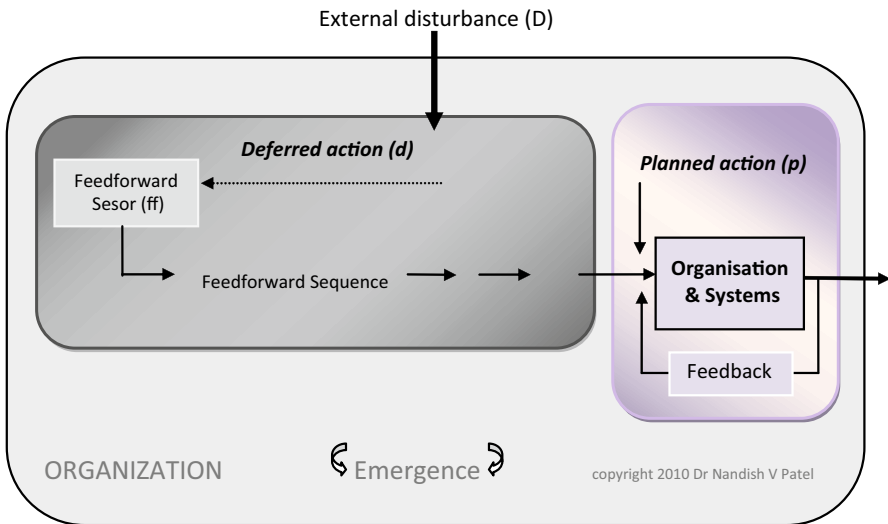 External disturbance (D)
Deferred action (d)
Planned action (p)
Feedforward
Sesor (ff)
Feedforward Sequence
Organisation
& Systems
Feedback
ORGANIZATION
Emergence
copyright 2010 Dr Nandish V Patel